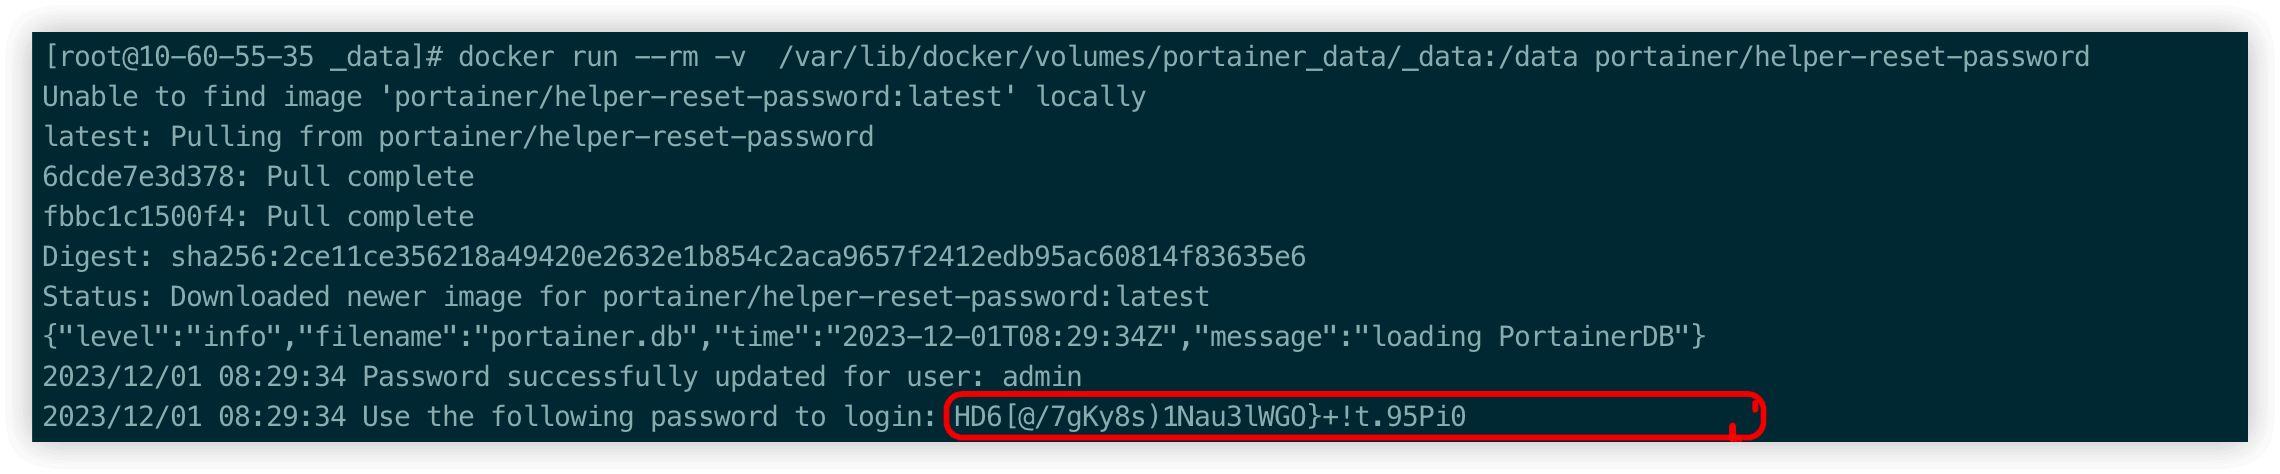 [root@10-60-55-35 _data]# docker run --rm -v  /var/lib/docker/volumes/portainer_data/_data:/data portainer/helper-reset-password
Unable to find image 'portainer/helper-reset-password:latest' locally
latest: Pulling from portainer/helper-reset-password
6dcde7e3d378: Pull complete
fbbc1c1500f4: Pull complete
Digest: sha256:2ce11ce356218a49420e2632e1b854c2aca9657f2412edb95ac60814f83635e6
Status: Downloaded newer image for portainer/helper-reset-password:latest
{"level":"info","filename":"portainer.db","time":"2023-12-01T08:29:34Z","message":"loading PortainerDB"}
2023/12/01 08:29:34 Password successfully updated for user: admin
2023/12/01 08:29:34 Use the following password to login: HD6[@/7gKy8s)1Nau3lWGO}+!t.95Pi0